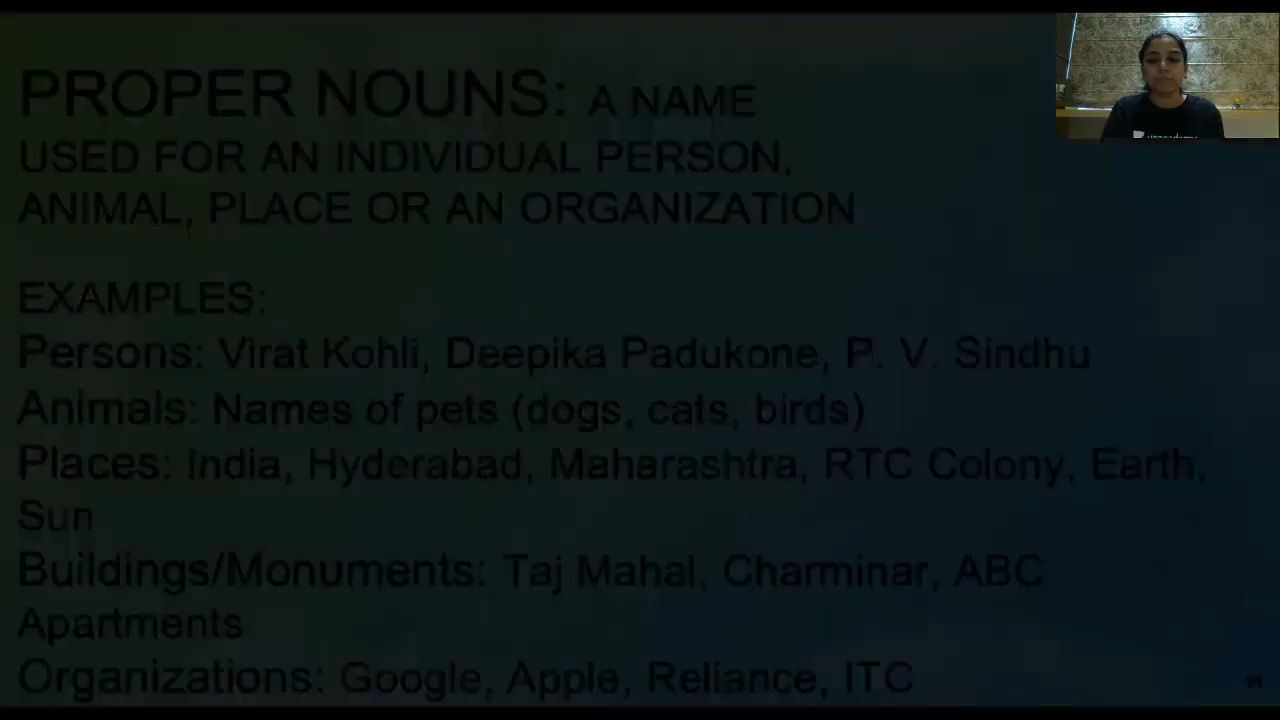 PROPER NOUNS: A NAME
USED FOR AN INDIVIDUAL PERSON,
ANIMAL, PLACE OR AN ORGANIZATION
EXAMPLES:
Persons: Virat Kohli, Deepika Padukone, P. V. Sindhu
Animals: Names of pets (dogs, cats, birds)
Places: India, Hyderabad, Maharashtra, RTC Colony, Earth,
Sun
Buildings/Monuments: Taj Mahal, Charminar, ABC
Apartments
Organizations: Google, Apple, Reliance, ITC